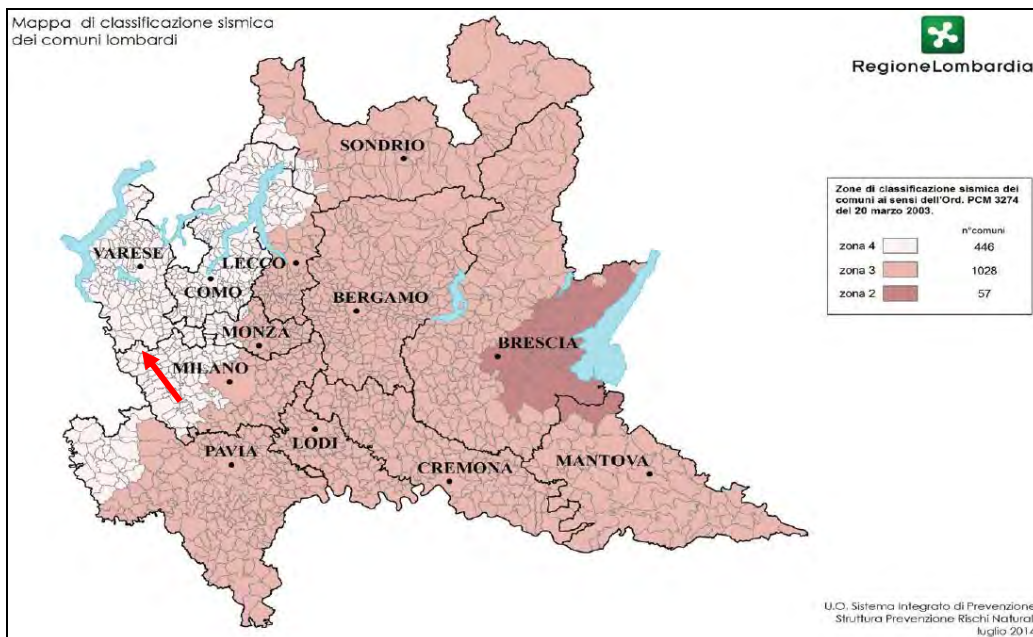 Mappa di classificazione sismica
dei comuni lombardi
RegioneLombardia
SONDRIO
VARESE
LECCO
COMO
BERGAMO
MONZA
BRESCIA
MILANO
LODI
PAVIA
CREMONA
MANTOVA
Zone di classificazione sismica dei
comuni ai sensi dell'Ord. PCM 3274
del 20 marzo 2003.
n°comuni
zona 4 446
zona 3 1028
zona 2 57
U.O. Sistema Integrato di Prevenzione
Struttura Prevenzione Rischi Natural
luglio 2014